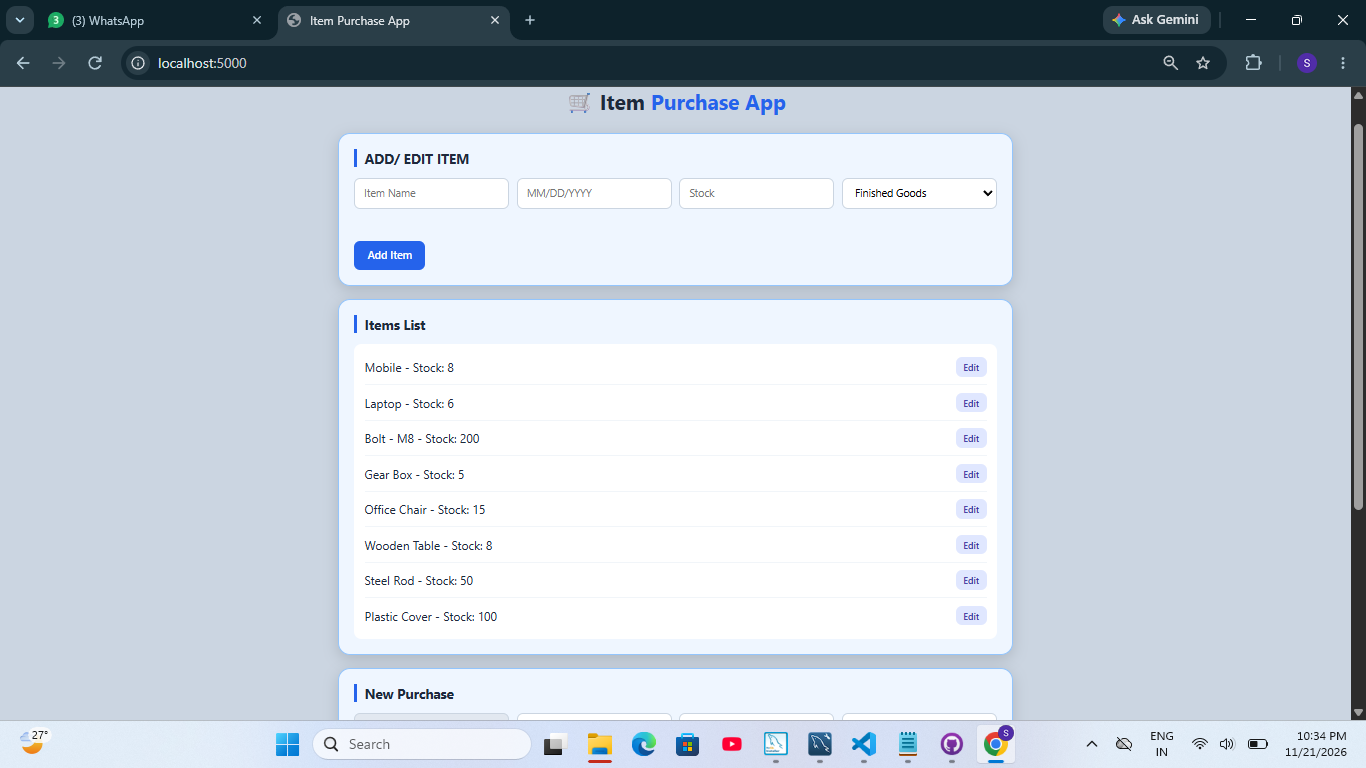 3
(3) WhatsApp
Item Purchase App
Ask Gemini
localhost:5000
S
Item Purchase App
ADD/ EDIT ITEM
Item Name
MM/DD/YYYY
Stock
Finished Goods
Add Item
Items List
Mobile - Stock: 8
Edit
Laptop - Stock: 6
Edit
Bolt - M8 - Stock: 200
Edit
Gear Box - Stock: 5
Edit
Office Chair - Stock: 15
Edit
Wooden Table - Stock: 8
Edit
Steel Rod - Stock: 50
Edit
Plastic Cover - Stock: 100
Edit
New Purchase
27°
Search
S
ENG
IN
10:34 PM
11/21/2026